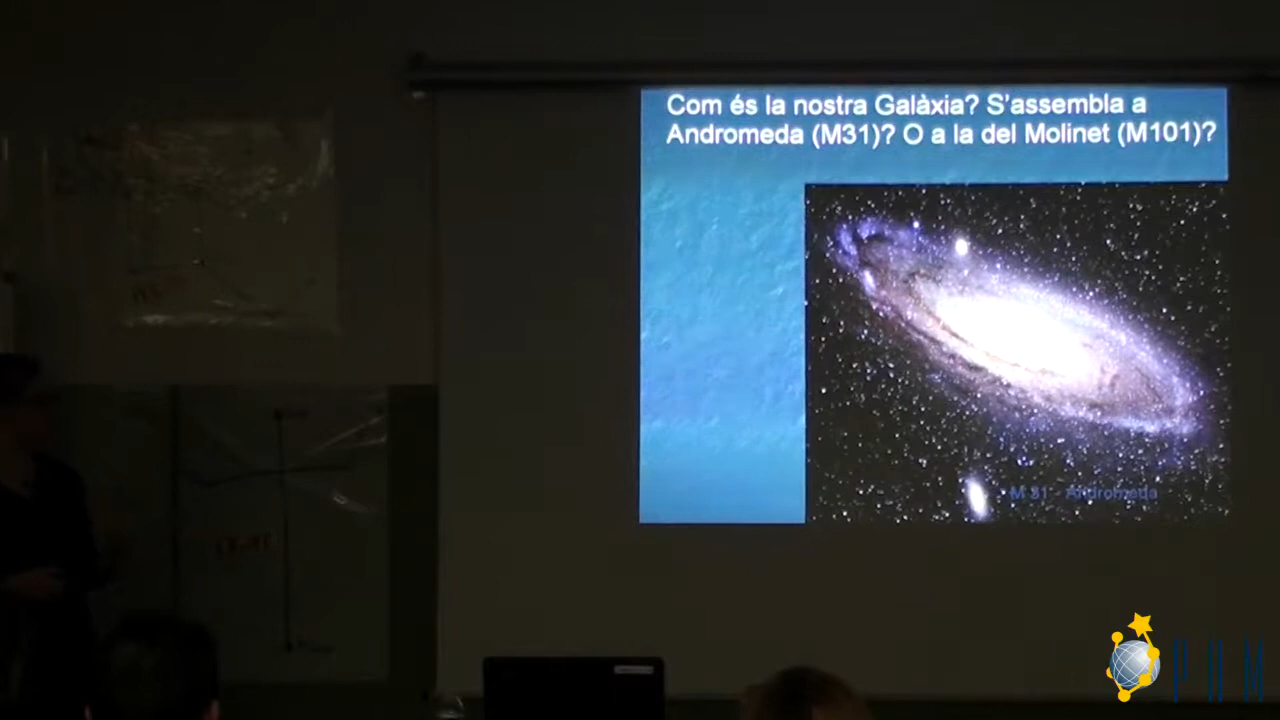 Com és la nostra Galàxia? S'assembla a
Andromeda (M31)? O a la del Molinet (M101)?
M 31 - Andromeda